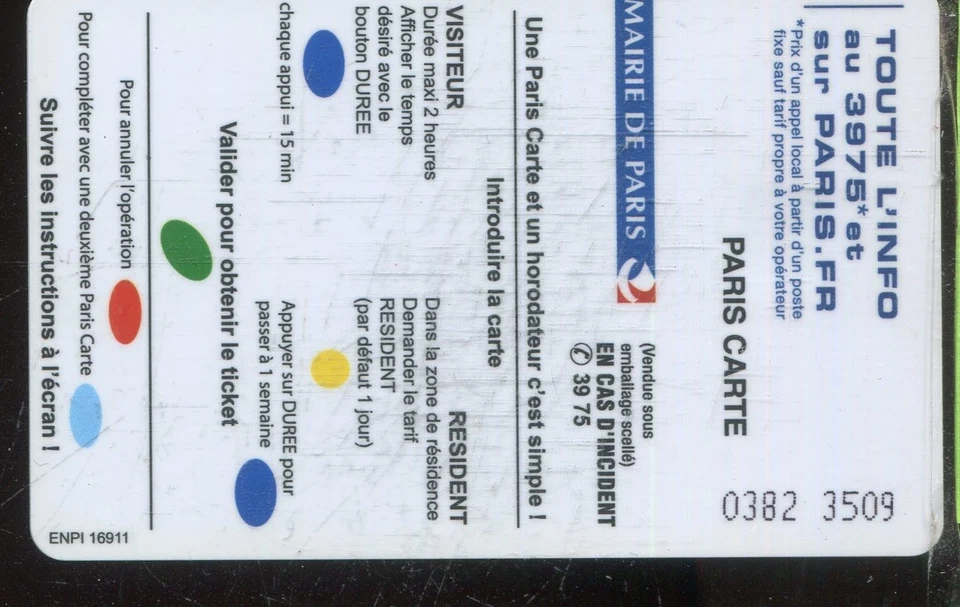 TOUTE L'INFO
au 3975* et
sur PARIS.FR
*Prix d'un appel local à partir d'un poste
fixe sauf tarif propre à votre opérateur
PARIS CARTE
0382 3509
MAIRIE DE PARIS
(Vendue sous
emballage scellé)
EN CAS D'INCIDENT
39 75
Une Paris Carte et un horodateur c'est simple !
Introduire la carte
VISITEUR
Durée maxi 2 heures
Afficher le temps
désiré avec le
bouton DUREE
chaque appui = 15 min
RESIDENT
Dans la zone de résidence
Demander le tarif
RESIDENT
(par défaut 1 jour)
Appuyer sur DUREE pour
passer à 1 semaine
Valider pour obtenir le ticket
Pour annuler l'opération
Pour compléter avec une deuxième Paris Carte
Suivre les instructions à l'écran !
ENPI 16911